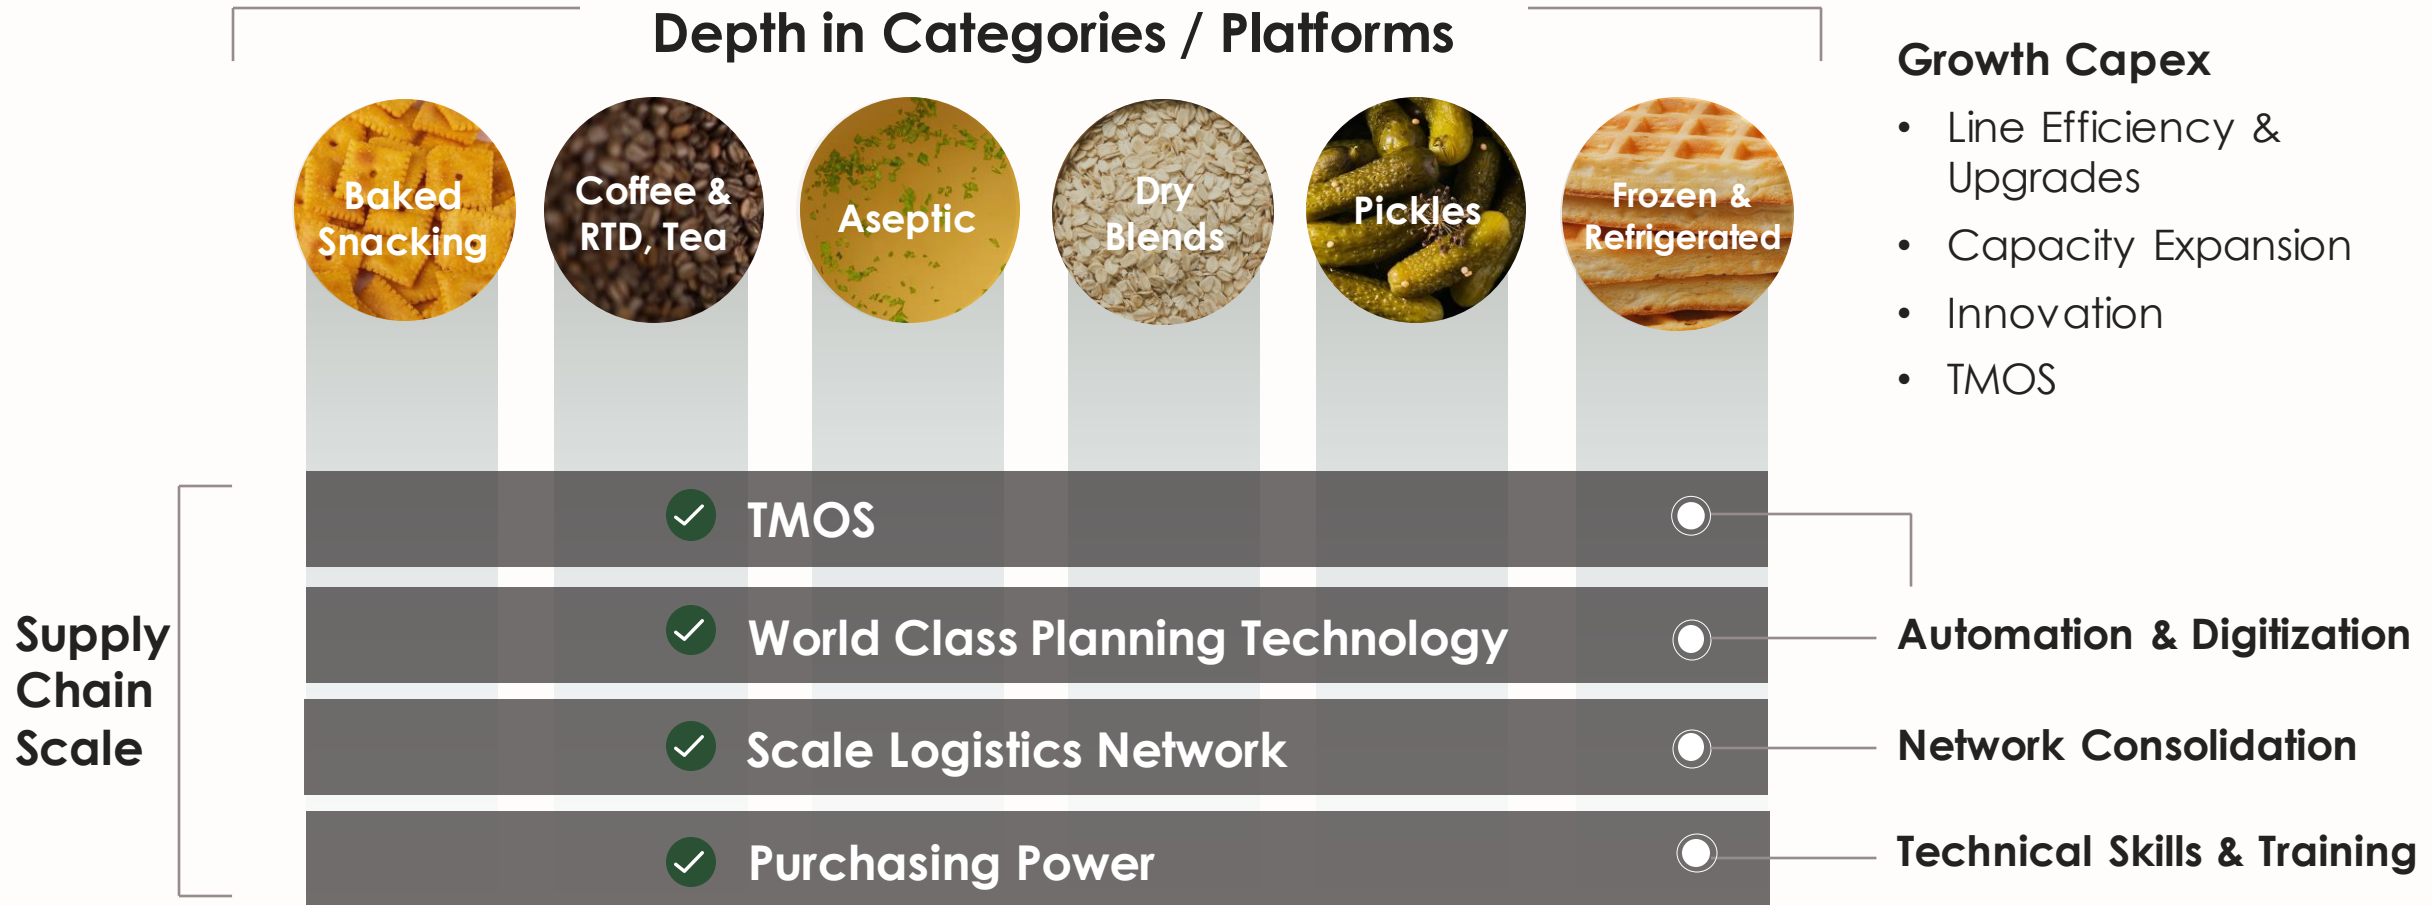 Depth in Categories / Platforms
Baked
Snacking
Coffee &
RTD, Tea
Aseptic
Dry
Blends
Pickles
Frozen &
Refrigerated
Growth Capex
• Line Efficiency &
Upgrades
• Capacity Expansion
• Innovation
• TMOS
Supply
Chain
Scale
TMOS
World Class Planning Technology
Scale Logistics Network
Purchasing Power
Automation & Digitization
Network Consolidation
Technical Skills & Training